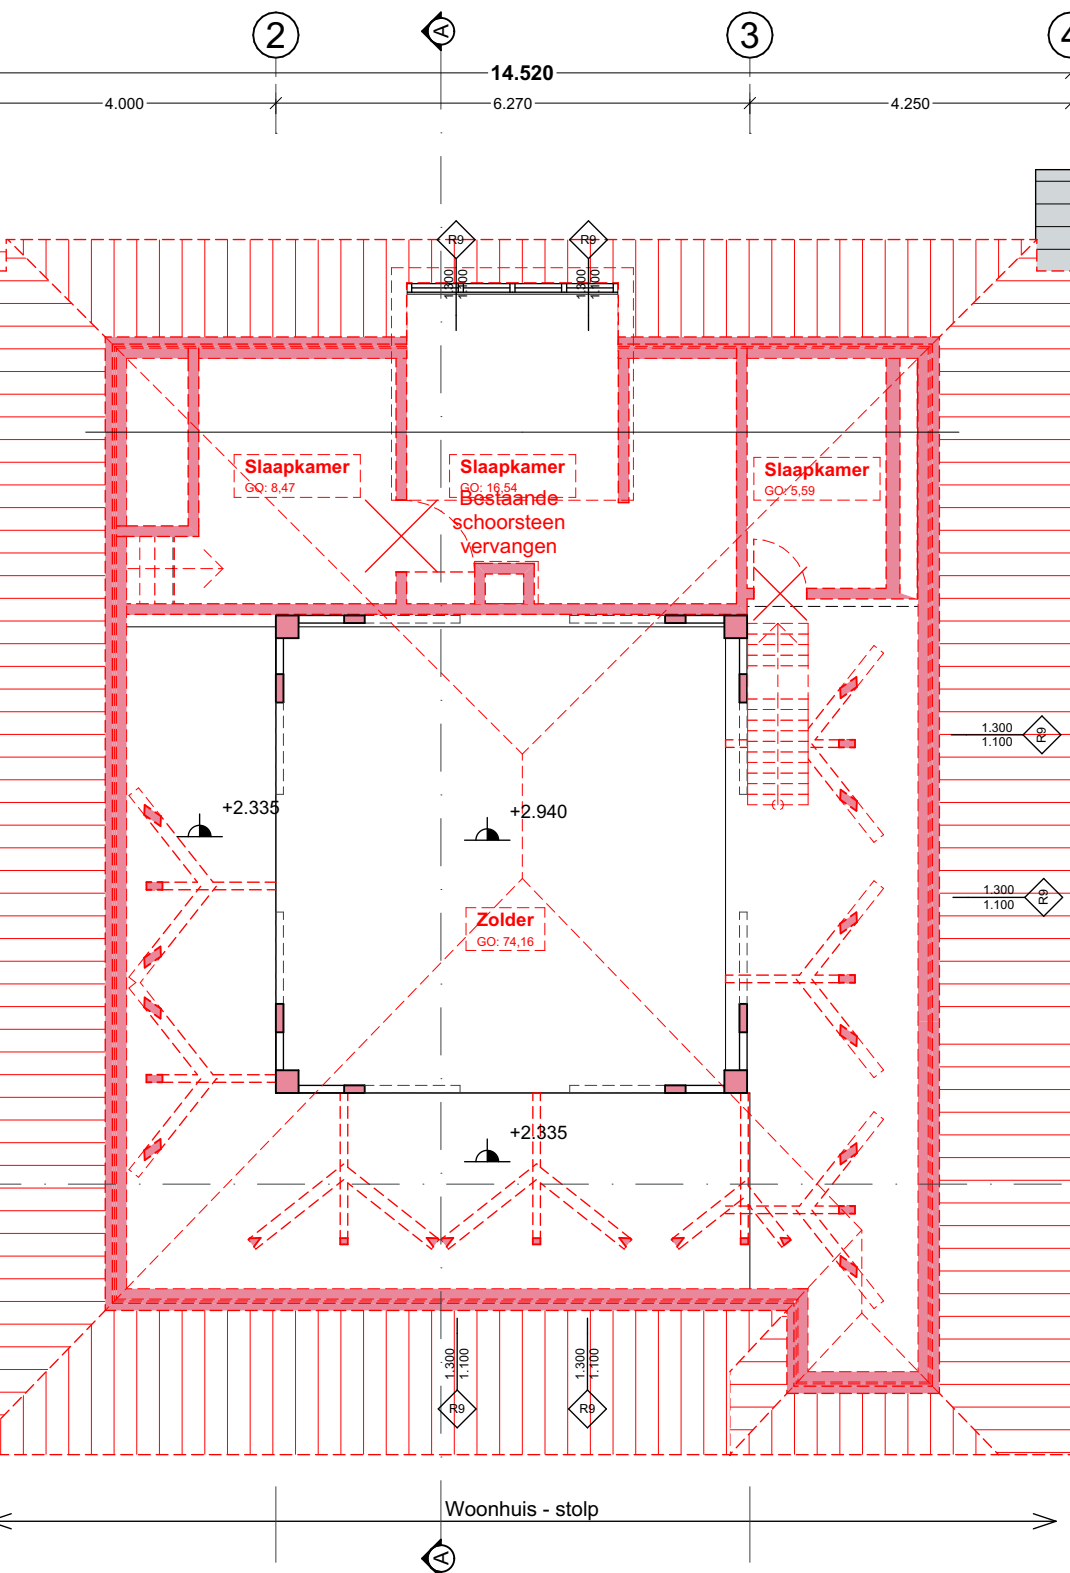 2
A
3
4
14.520
4.000
6.270
4.250
R9
R9
1.300
1.300
1.300
1.100
Slaapkamer
GO: 8,47
Slaapkamer
GO: 16,54
Slaapkamer
GO: 5,59
Bestaande
schoorsteen
vervangen
1.300
1.100
R9
+2.335
+2.940
1.300
1.100
R9
Zolder
GO: 74,16
+2.335
1.300
1.100
1.300
1.100
R9
R9
Woonhuis - stolp
A